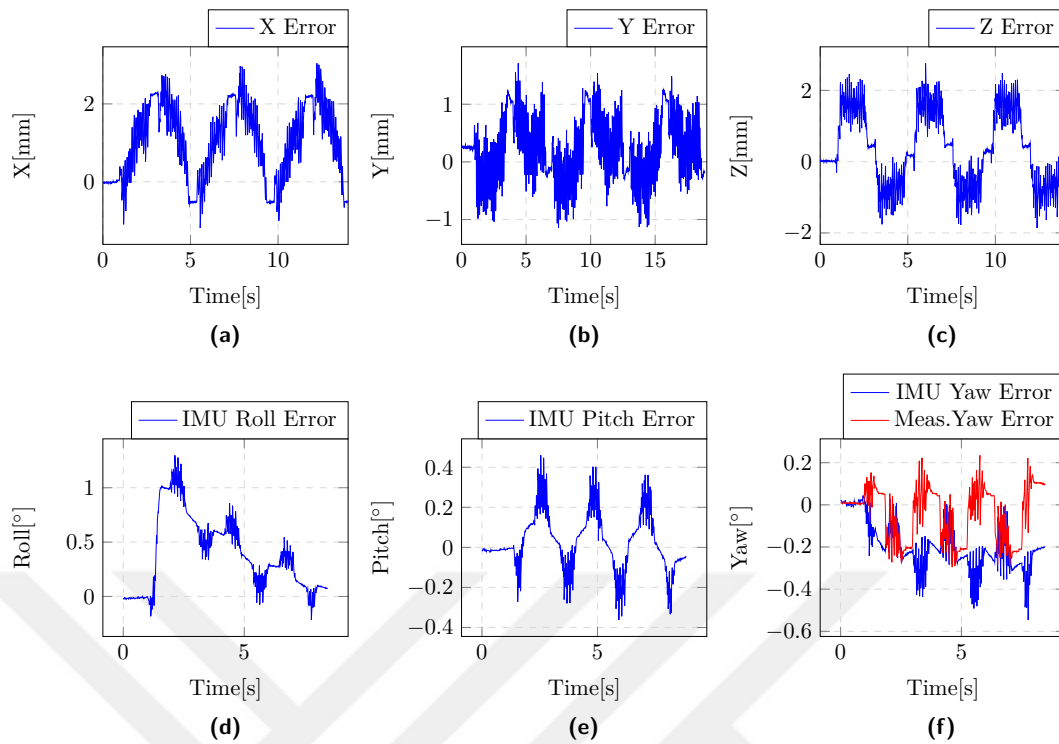 X Error
X[mm]
2
0
0 5 10
Time[s]
(a)
Y Error
Y[mm]
1
0
−1
0 5 10 15
Time[s]
(b)
Z Error
Z[mm]
2
0
−2
0 5 10
Time[s]
(c)
IMU Roll Error
Roll[°]
1
0.5
0
0 5
Time[s]
(d)
IMU Pitch Error
Pitch[°]
0.4
0.2
0
−0.2
−0.4
0 5
Time[s]
(e)
IMU Yaw Error
Meas.Yaw Error
Yaw[°]
0.2
0
−0.2
−0.4
−0.6
0 5
Time[s]
(f)